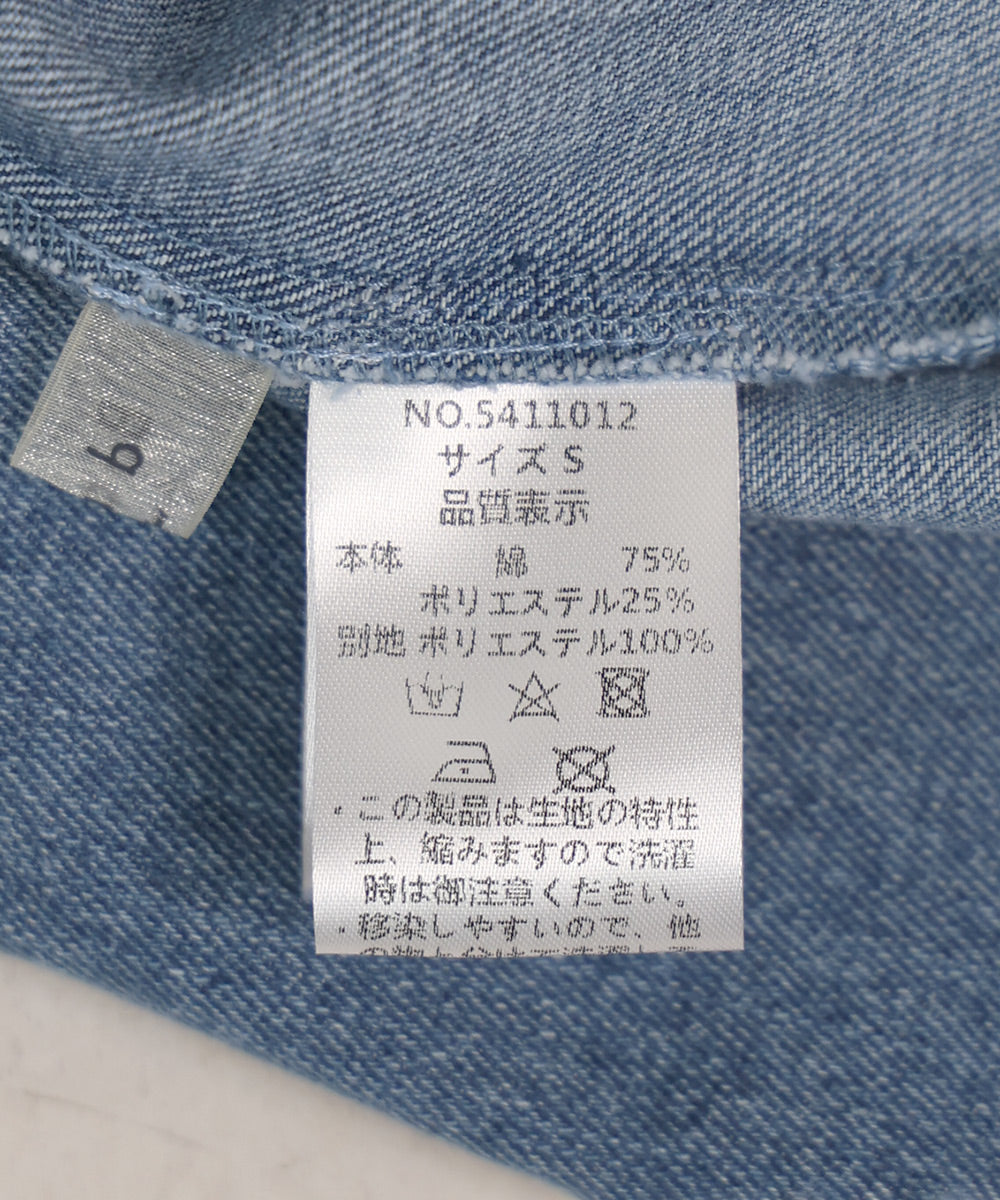 NO.5411012
サイズ S
品質表示
本体 綿 75%
ポリエステル25%
別地 ポリエステル100%
・この製品は生地の特性
上、縮みますので洗濯
時は御注意ください。
・移染しやすいので、他